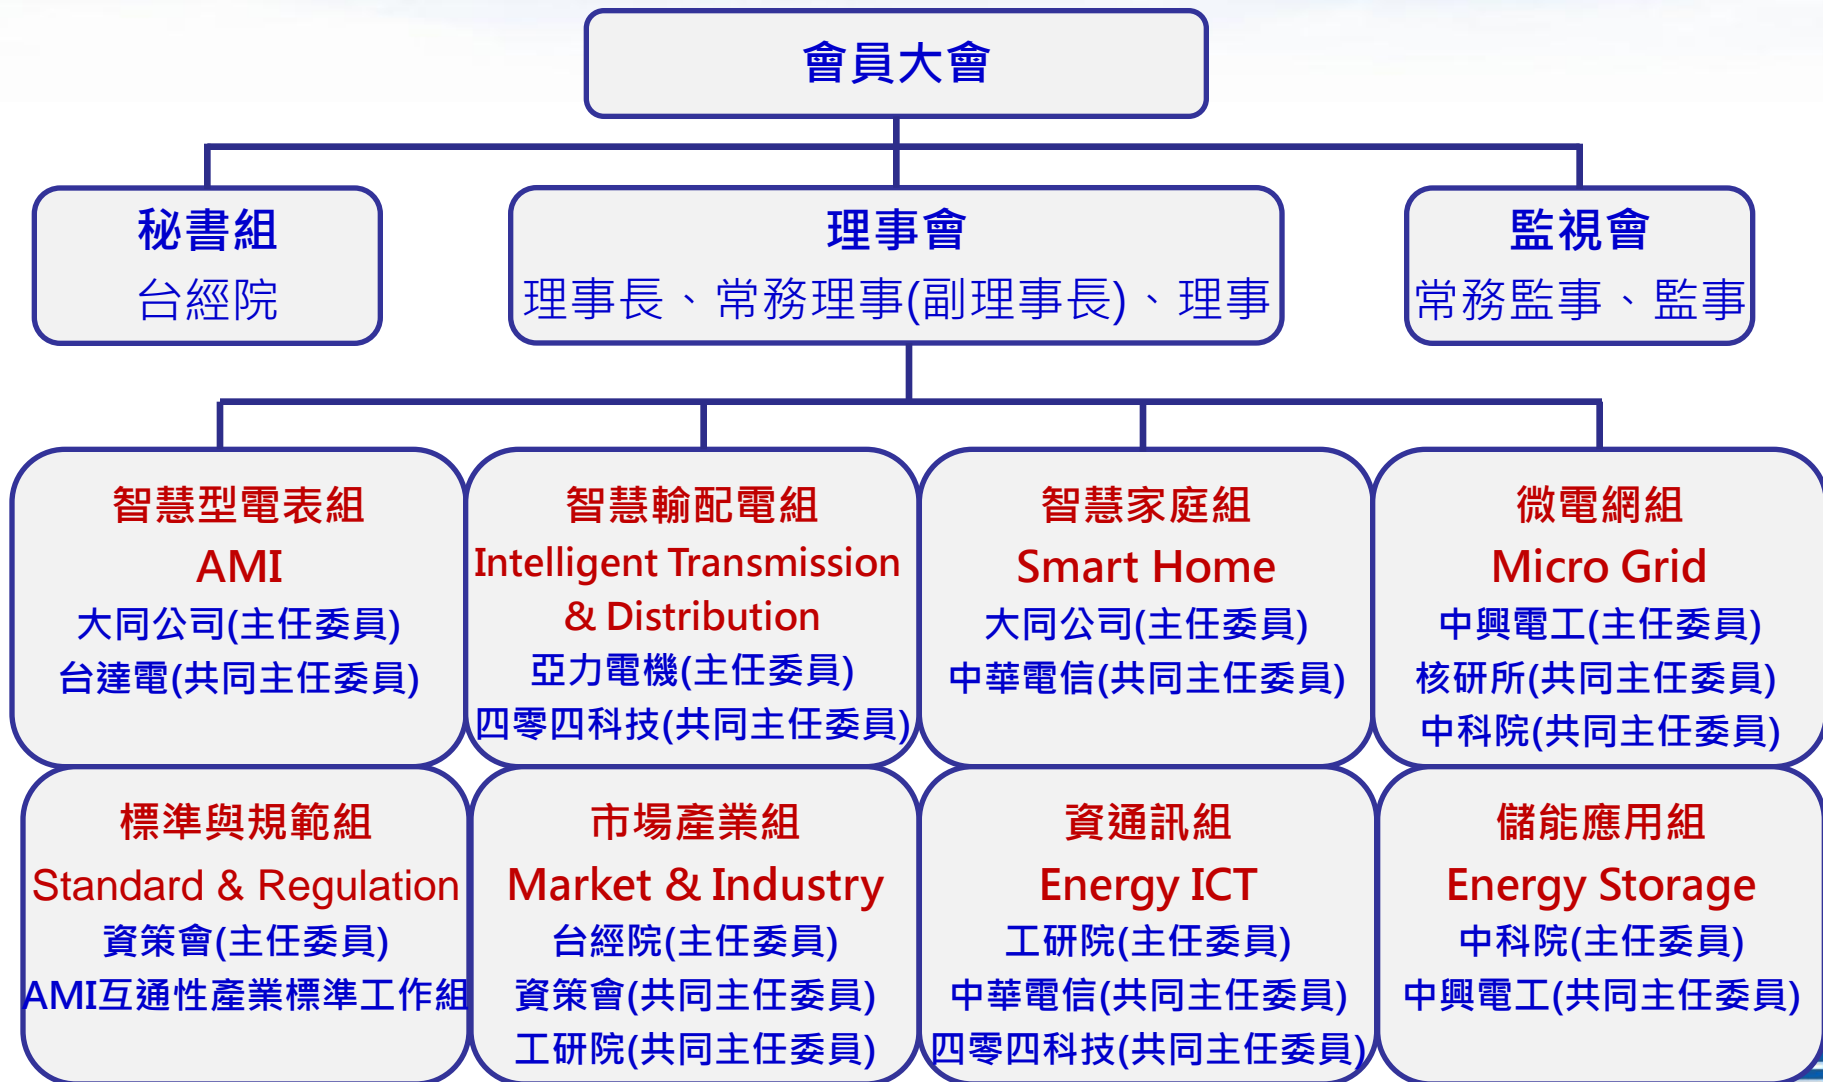 會員大會
秘書組
台經院
理事會
理事長、常務理事(副理事長)、理事
監視會
常務監事、監事
智慧型電表組
AMI
大同公司(主任委員)
台達電(共同主任委員)
智慧輸配電組
Intelligent Transmission
& Distribution
亞力電機(主任委員)
四零四科技(共同主任委員)
智慧家庭組
Smart Home
大同公司(主任委員)
中華電信(共同主任委員)
微電網組
Micro Grid
中興電工(主任委員)
核研所(共同主任委員)
中科院(共同主任委員)
標準與規範組
Standard & Regulation
資策會(主任委員)
AMI互通性產業標準工作組
市場產業組
Market & Industry
台經院(主任委員)
資策會(共同主任委員)
工研院(共同主任委員)
資通訊組
Energy ICT
工研院(主任委員)
中華電信(共同主任委員)
四零四科技(共同主任委員)
儲能應用組
Energy Storage
中科院(主任委員)
中興電工(共同主任委員)